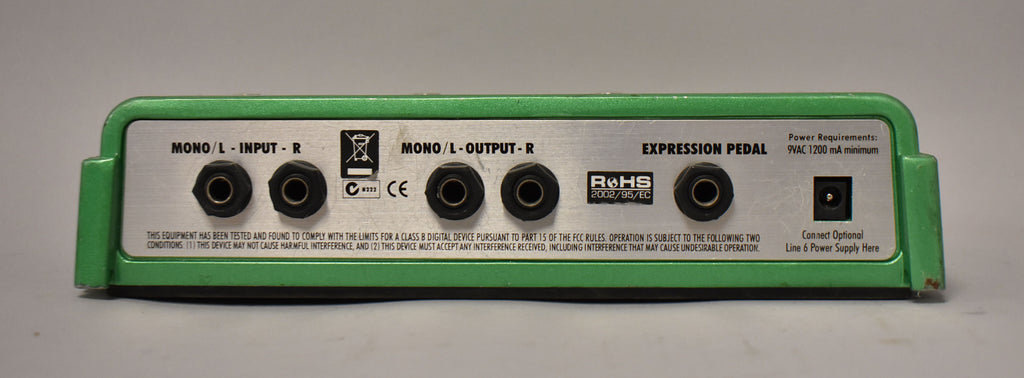 MONO/L - INPUT - R
MONO/L - OUTPUT - R
EXPRESSION PEDAL
Power Requirements:
9VAC 1200 mA minimum
N222
CE
RoHS
2002/95/EC
THIS EQUIPMENT HAS BEEN TESTED AND FOUND TO COMPLY WITH THE LIMITS FOR A CLASS B DIGITAL DEVICE PURSUANT TO PART 15 OF THE FCC RULES. OPERATION IS SUBJECT TO THE FOLLOWING TWO
CONDITIONS: (1) THIS DEVICE MAY NOT CAUSE HARMFUL INTERFERENCE, AND (2) THIS DEVICE MUST ACCEPT ANY INTERFERENCE RECEIVED, INCLUDING INTERFERENCE THAT MAY CAUSE UNDESIRABLE OPERATION.
Connect Optional
Line 6 Power Supply Here